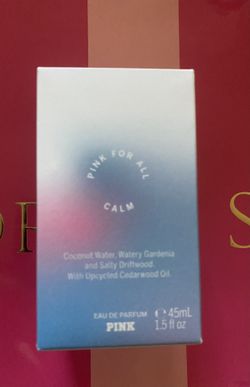 PINK FOR ALL
CALM
Coconut Water, Watery Gardenia
and Salty Driftwood
With Upcycled Cedarwood Oil.
EAU DE PARFUM
PINK
45mL
1.5 fl oz